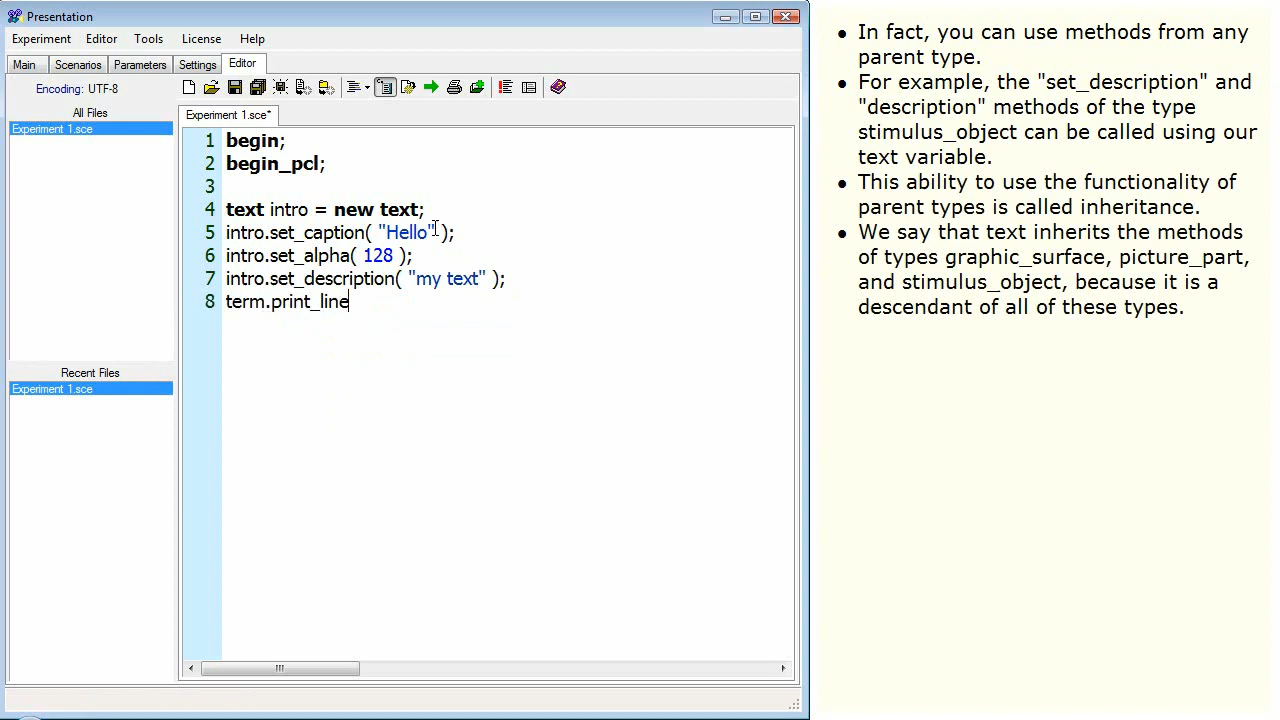 Presentation
Experiment Editor Tools License Help
Main Scenarios Parameters Settings Editor
Encoding: UTF-8
All Files
Experiment 1.sce
Recent Files
Experiment 1.sce
Experiment 1.sce*
1 begin;
2 begin_pcl;
3
4 text intro = new text;
5 intro.set_caption( "Hello" );
6 intro.set_alpha( 128 );
7 intro.set_description( "my text" );
8 term.print_line
• In fact, you can use methods from any
parent type.
• For example, the "set_description" and
"description" methods of the type
stimulus_object can be called using our
text variable.
• This ability to use the functionality of
parent types is called inheritance.
• We say that text inherits the methods
of types graphic_surface, picture_part,
and stimulus_object, because it is a
descendant of all of these types.